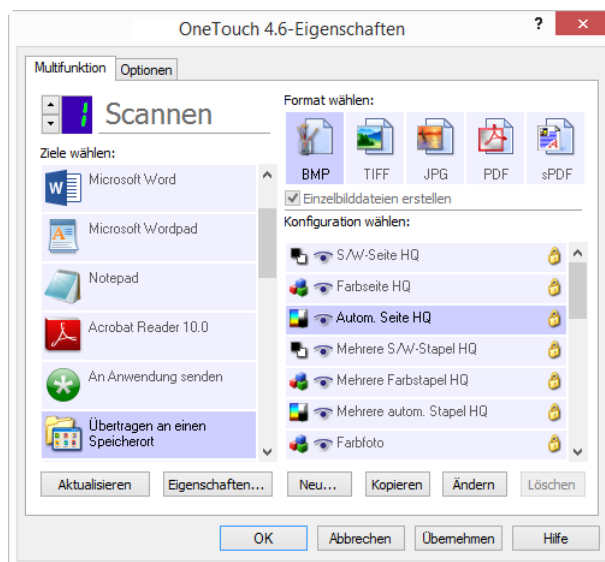 OneTouch 4.6-Eigenschaften
?
×
Multifunktion
Optionen
1
Scannen
Ziele wählen:
W
Microsoft Word
A
Microsoft Wordpad
Notepad
Acrobat Reader 10.0
An Anwendung senden
Übertragen an einen
Speicherort
Format wählen:
BMP
TIFF
JPG
PDF
A
sPDF
Einzelbilddateien erstellen
Konfiguration wählen:
S/W-Seite HQ
Farbseite HQ
Autom. Seite HQ
Mehrere S/W-Stapel HQ
Mehrere Farbstapel HQ
Mehrere autom. Stapel HQ
Farbfoto
Aktualisieren
Eigenschaften...
Neu...
Kopieren
Ändern
Löschen
OK
Abbrechen
Übernehmen
Hilfe